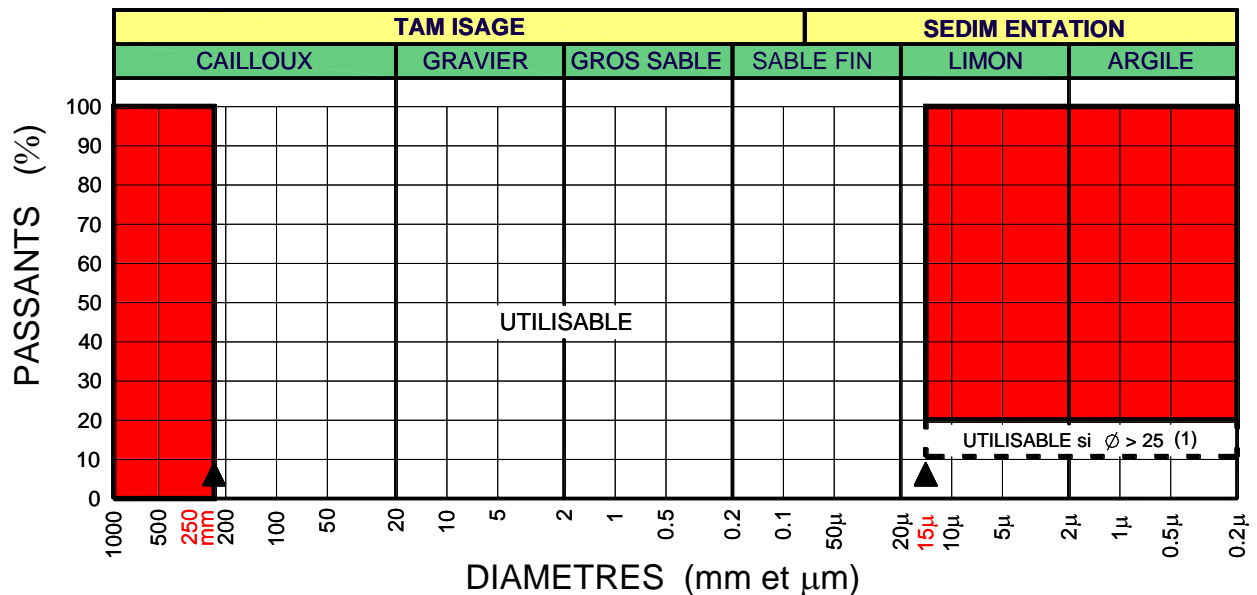 TAM ISAGE SEDIM ENTATION
CAILLOUX GRAVIER GROS SABLE SABLE FIN LIMON ARGILE
PASSANTS (%)
100
90
80
70
60
50
40
30
20
10
0
UTILISABLE
UTILISABLE si Ø > 25 (1)
1000 500 250 mm 200 100 50 20 10 5 2 1 0.5 0.2 0.1 50µ 20µ 15µ 10µ 5µ 2µ 1µ 0.5µ 0.2µ
DIAMETRES (mm et µm)